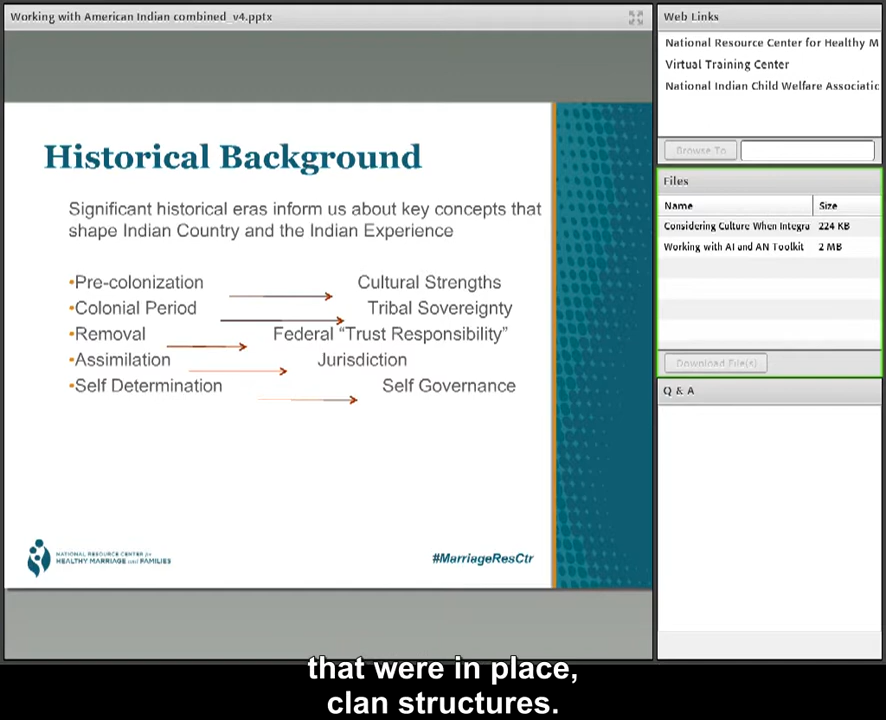 Working with American Indian combined_v4.pptx
Historical Background
Significant historical eras inform us about key concepts that
shape Indian Country and the Indian Experience
•Pre-colonization Cultural Strengths
•Colonial Period Tribal Sovereignty
•Removal Federal “Trust Responsibility”
•Assimilation Jurisdiction
•Self Determination Self Governance
NATIONAL RESOURCE CENTER for
HEALTHY MARRIAGE and FAMILIES
#MarriageResCtr
Web Links
National Resource Center for Healthy M
Virtual Training Center
National Indian Child Welfare Associatic
Browse To
Files
Name Size
Considering Culture When Integra 224 KB
Working with AI and AN Toolkit 2 MB
Download File(s)
Q & A
that were in place,
clan structures.